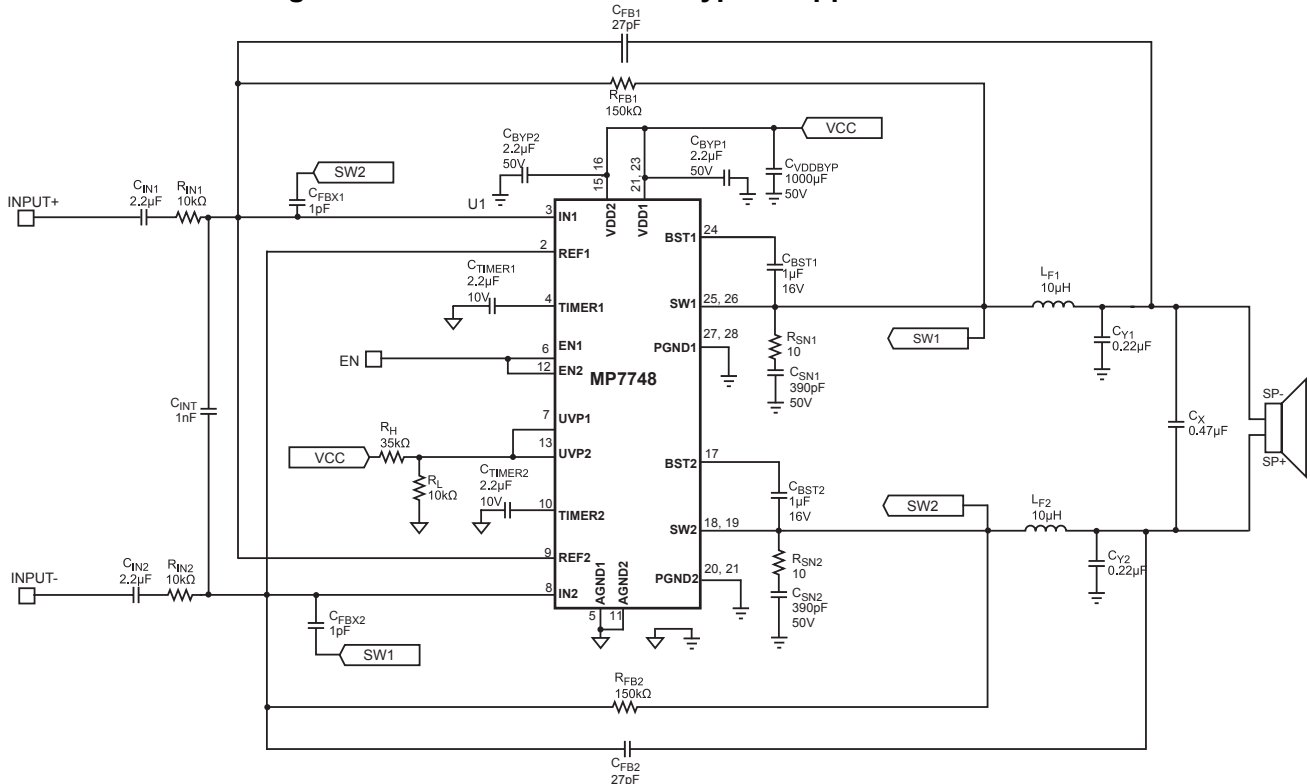 CFB1
27pF
RFB1
150kΩ
VCC
CBYP2
2.2µF
50V
15, 16
21, 23
CBYP1
2.2µF
50V
CVDDBYP
1000µF
50V
SW2
CFBX1
1pF
CIN1
2.2µF
RIN1
10kΩ
INPUT+
U1
3
IN1
VDD2
VDD1
BST1
24
2
REF1
CBST1
1µF
16V
CTIMER1
2.2µF
10V
4
TIMER1
SW1
25, 26
LF1
10µH
EN
6
EN1
12
EN2
MP7748
PGND1
27, 28
RSN1
10
CSN1
390pF
50V
SW1
CY1
0.22µF
CINT
1nF
7
UVP1
13
UVP2
VCC
RH
35kΩ
RL
10kΩ
CX
0.47µF
SP-
SP+
BST2
17
CTIMER2
2.2µF
10V
10
TIMER2
CBST2
1µF
16V
SW2
18, 19
SW2
LF2
10µH
9
REF2
RSN2
10
CSN2
390pF
50V
CY2
0.22µF
INPUT-
CIN2
2.2µF
RIN2
10kΩ
8
IN2
AGND1
AGND2
PGND2
20, 21
5
11
CFBX2
1pF
SW1
RFB2
150kΩ
CFB2
27pF